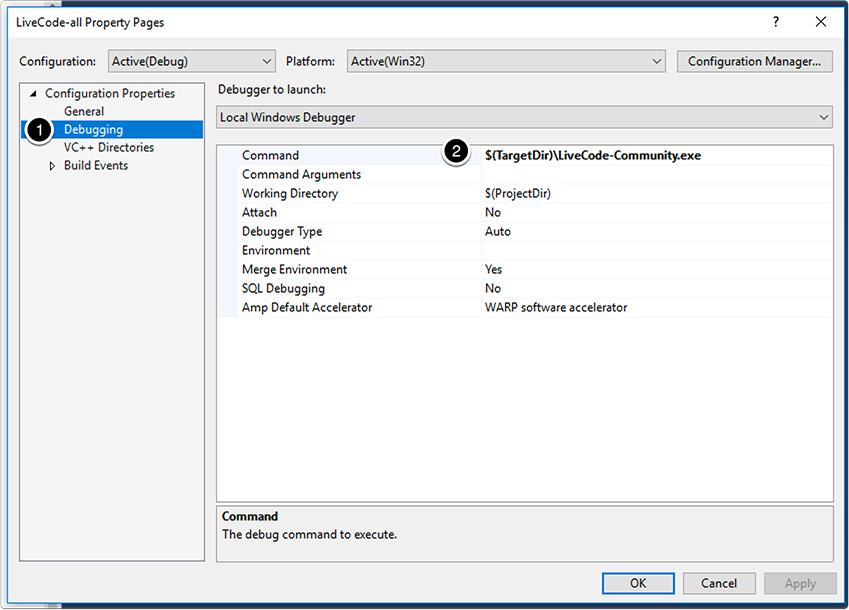 LiveCode-all Property Pages
?
Configuration: Active(Debug) Platform: Active(Win32) Configuration Manager...
Configuration Properties
General
1 Debugging
VC++ Directories
Build Events
Debugger to launch:
Local Windows Debugger
Command 2 $(TargetDir)\LiveCode-Community.exe
Command Arguments
Working Directory $(ProjectDir)
Attach No
Debugger Type Auto
Environment
Merge Environment Yes
SQL Debugging No
Amp Default Accelerator WARP software accelerator
Command
The debug command to execute.
OK Cancel Apply